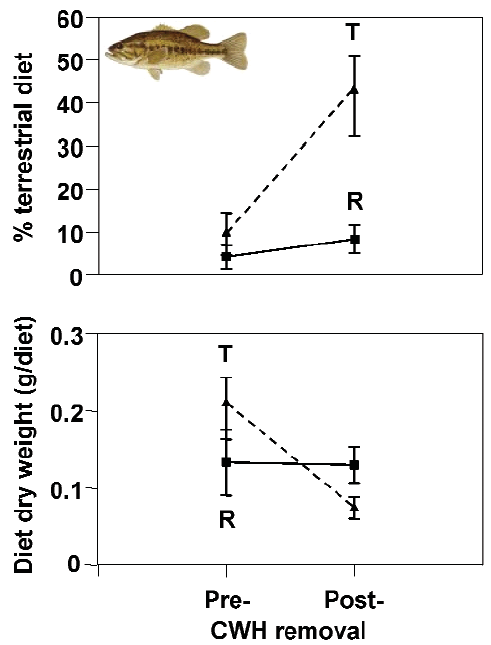 60
T
50
40
30
R
20
10
0
% terrestrial diet
0.3
T
0.2
0.1
R
0
Diet dry weight (g/diet)
Pre- Post-
CWH removal